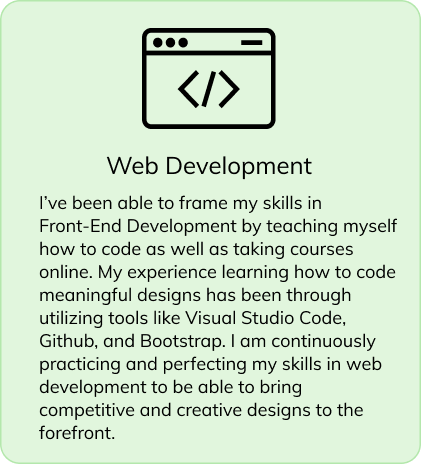 Web Development
I’ve been able to frame my skills in
Front-End Development by teaching myself
how to code as well as taking courses
online. My experience learning how to code
meaningful designs has been through
utilizing tools like Visual Studio Code,
Github, and Bootstrap. I am continuously
practicing and perfecting my skills in web
development to be able to bring
competitive and creative designs to the
forefront.